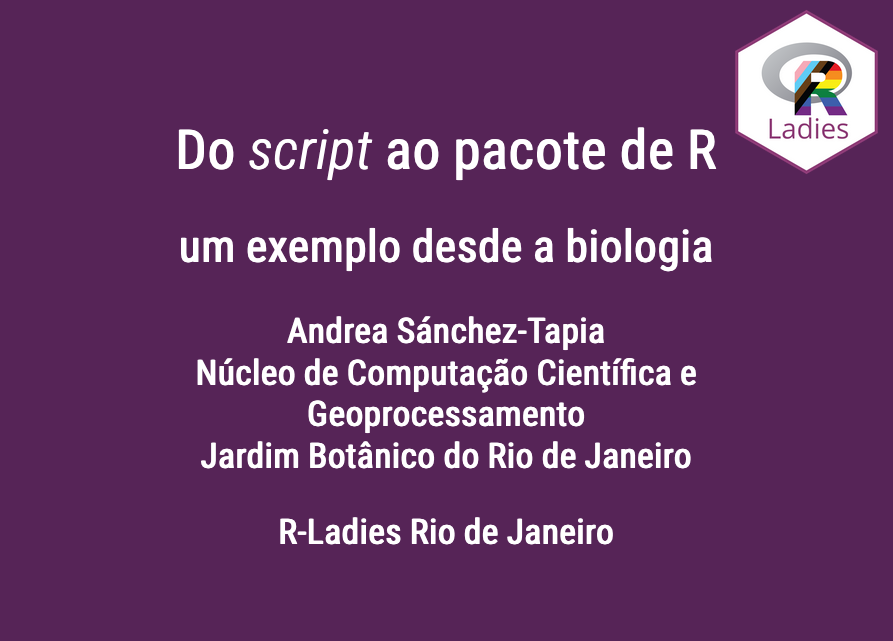 R
Ladies
Do script ao pacote de R
um exemplo desde a biologia
Andrea Sánchez-Tapia
Núcleo de Computação Científica e
Geoprocessamento
Jardim Botânico do Rio de Janeiro
R-Ladies Rio de Janeiro